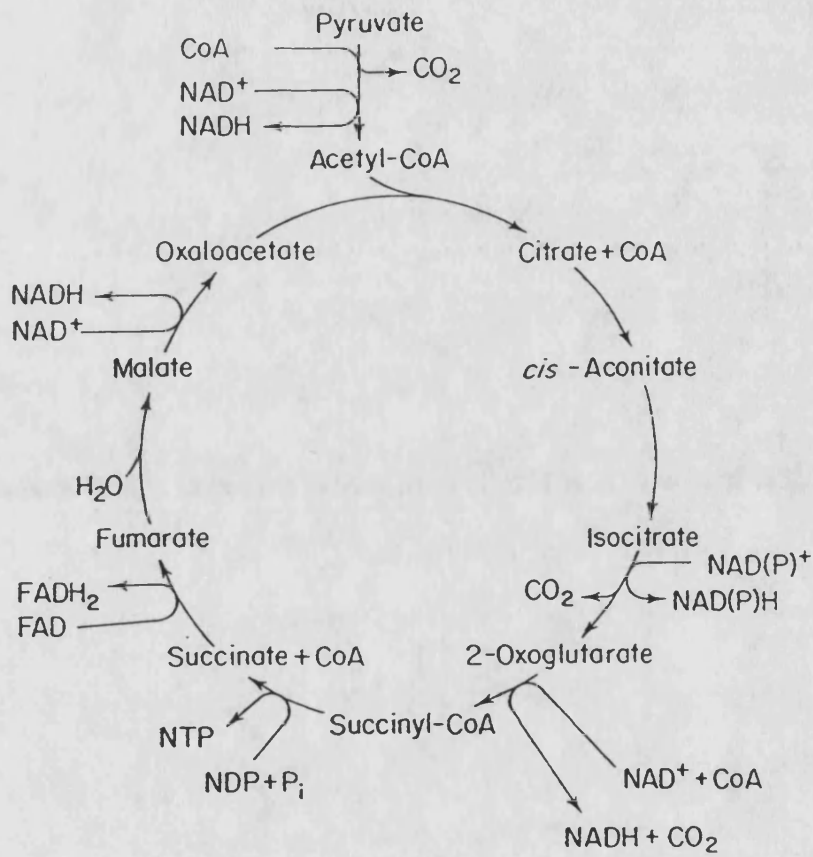 Pyruvate
CoA
CO₂
NAD⁺
NADH
Acetyl-CoA
Oxaloacetate
Citrate + CoA
NADH
NAD⁺
Malate
cis-Aconitate
H₂O
Fumarate
Isocitrate
NAD(P)⁺
CO₂
NAD(P)H
FADH₂
FAD
Succinate + CoA
2-Oxoglutarate
NTP
Succinyl-CoA
NDP + Pᵢ
NAD⁺ + CoA
NADH + CO₂